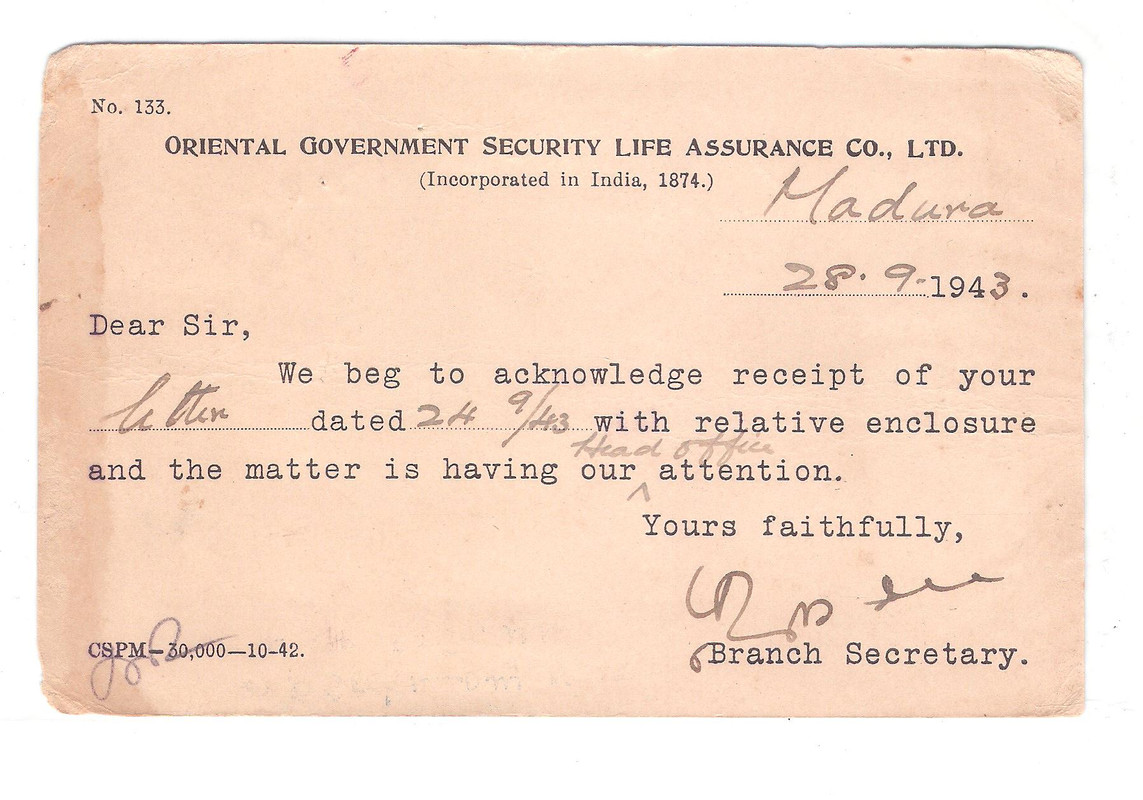 No. 133.
ORIENTAL GOVERNMENT SECURITY LIFE ASSURANCE CO., LTD.
(Incorporated in India, 1874.)
Madura
28. 9-1943.
Dear Sir,
We beg to acknowledge receipt of your
letter dated 24 9/43 with relative enclosure
Head office
and the matter is having our ^ attention.
Yours faithfully,
Branch Secretary.
CSPM—30,000—10-42.